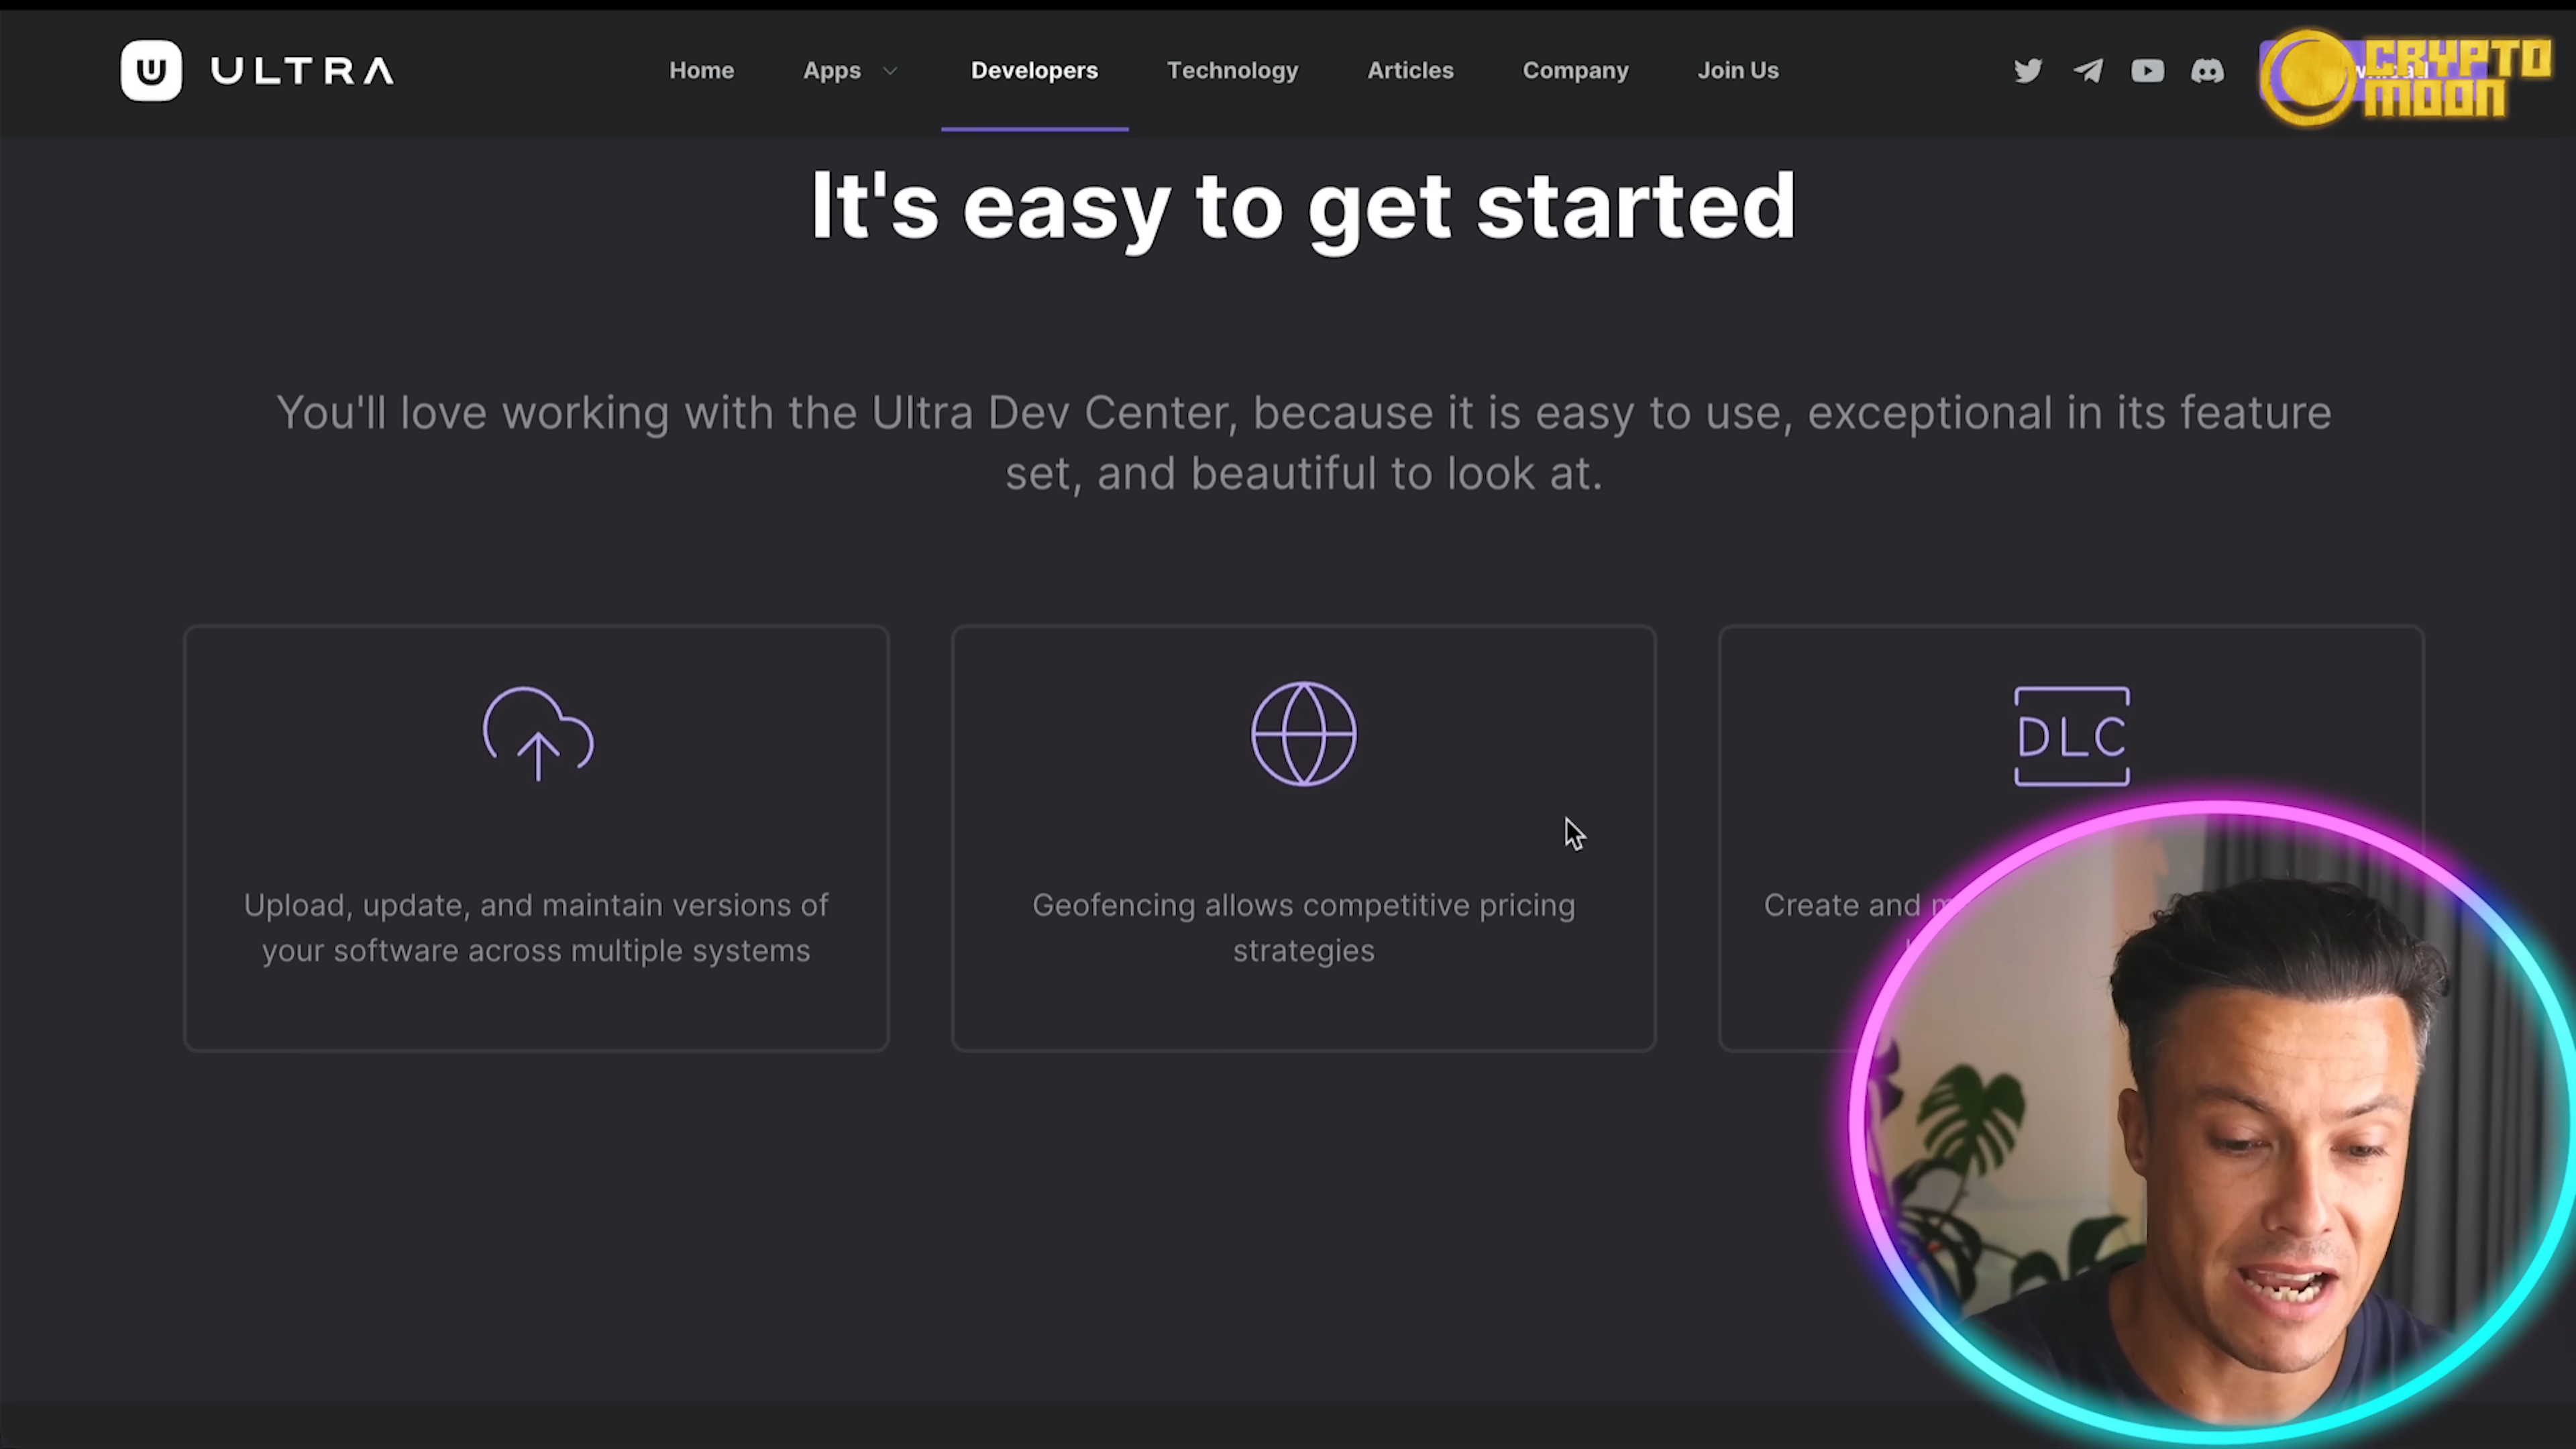 ULTRA
Home Apps Developers Technology Articles Company Join Us
CRYPTO
MOON
It's easy to get started
You'll love working with the Ultra Dev Center, because it is easy to use, exceptional in its feature
set, and beautiful to look at.
DLC
Upload, update, and maintain versions of
your software across multiple systems
Geofencing allows competitive pricing
strategies
Create and